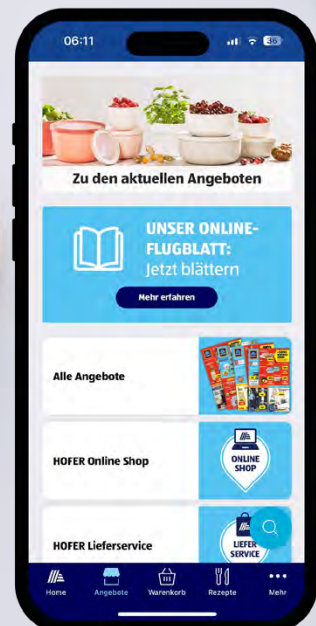 06:11
36
Zu den aktuellen Angeboten
UNSER ONLINE-
FLUGBLATT:
Jetzt blättern
Mehr erfahren
Alle Angebote
HOFER Online Shop
ONLINE
SHOP
HOFER Lieferservice
LIEFER
SERVICE
Home
Angebote
Warenkorb
Rezepte
Mehr